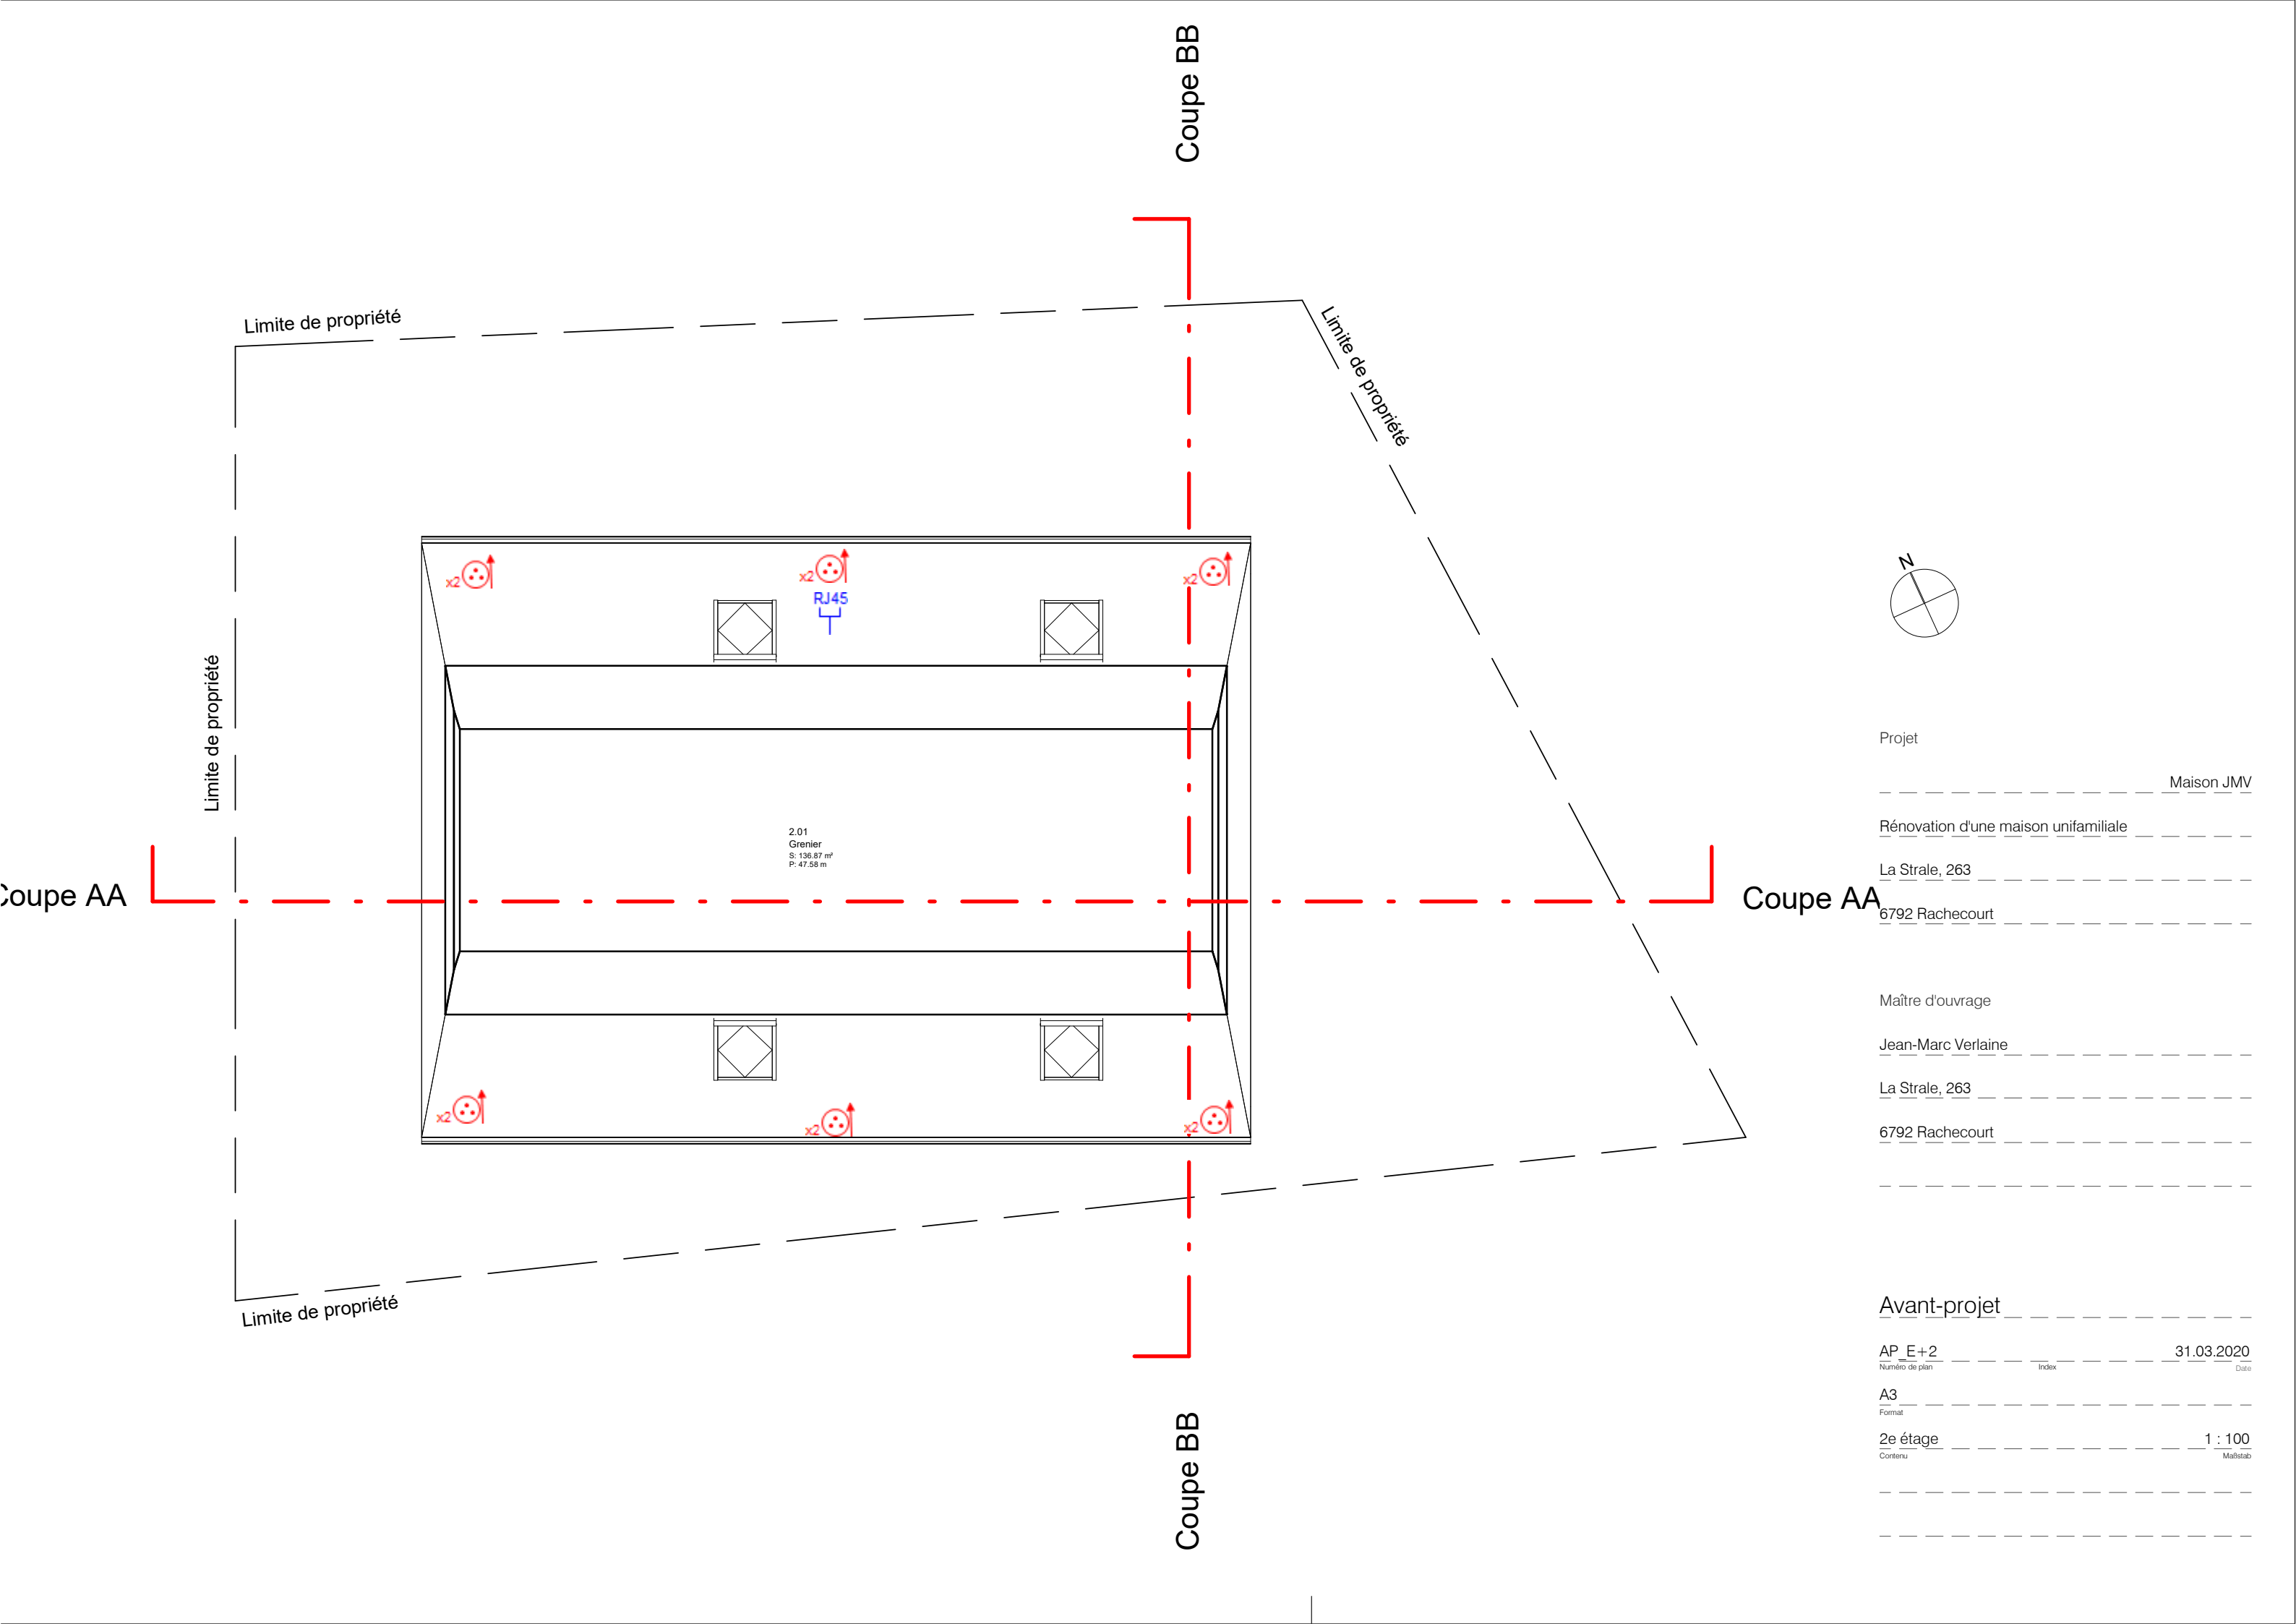 Coupe BB
Limite de propriété
Limite de propriété
x2
x2
x2
RJ45
N
Limite de propriété
Projet
Maison JMV
Rénovation d'une maison unifamiliale
2.01
Grenier
S: 136.87 m²
P: 47.58 m
La Strale, 263
Coupe AA
Coupe AA
6792 Rachecourt
Maître d'ouvrage
Jean-Marc Verlaine
La Strale, 263
x2
x2
x2
6792 Rachecourt
Limite de propriété
Avant-projet
AP_E+2 31.03.2020
Numéro de plan Index Date
A3
Format
2e étage 1 : 100
Contenu Maßstab
Coupe BB